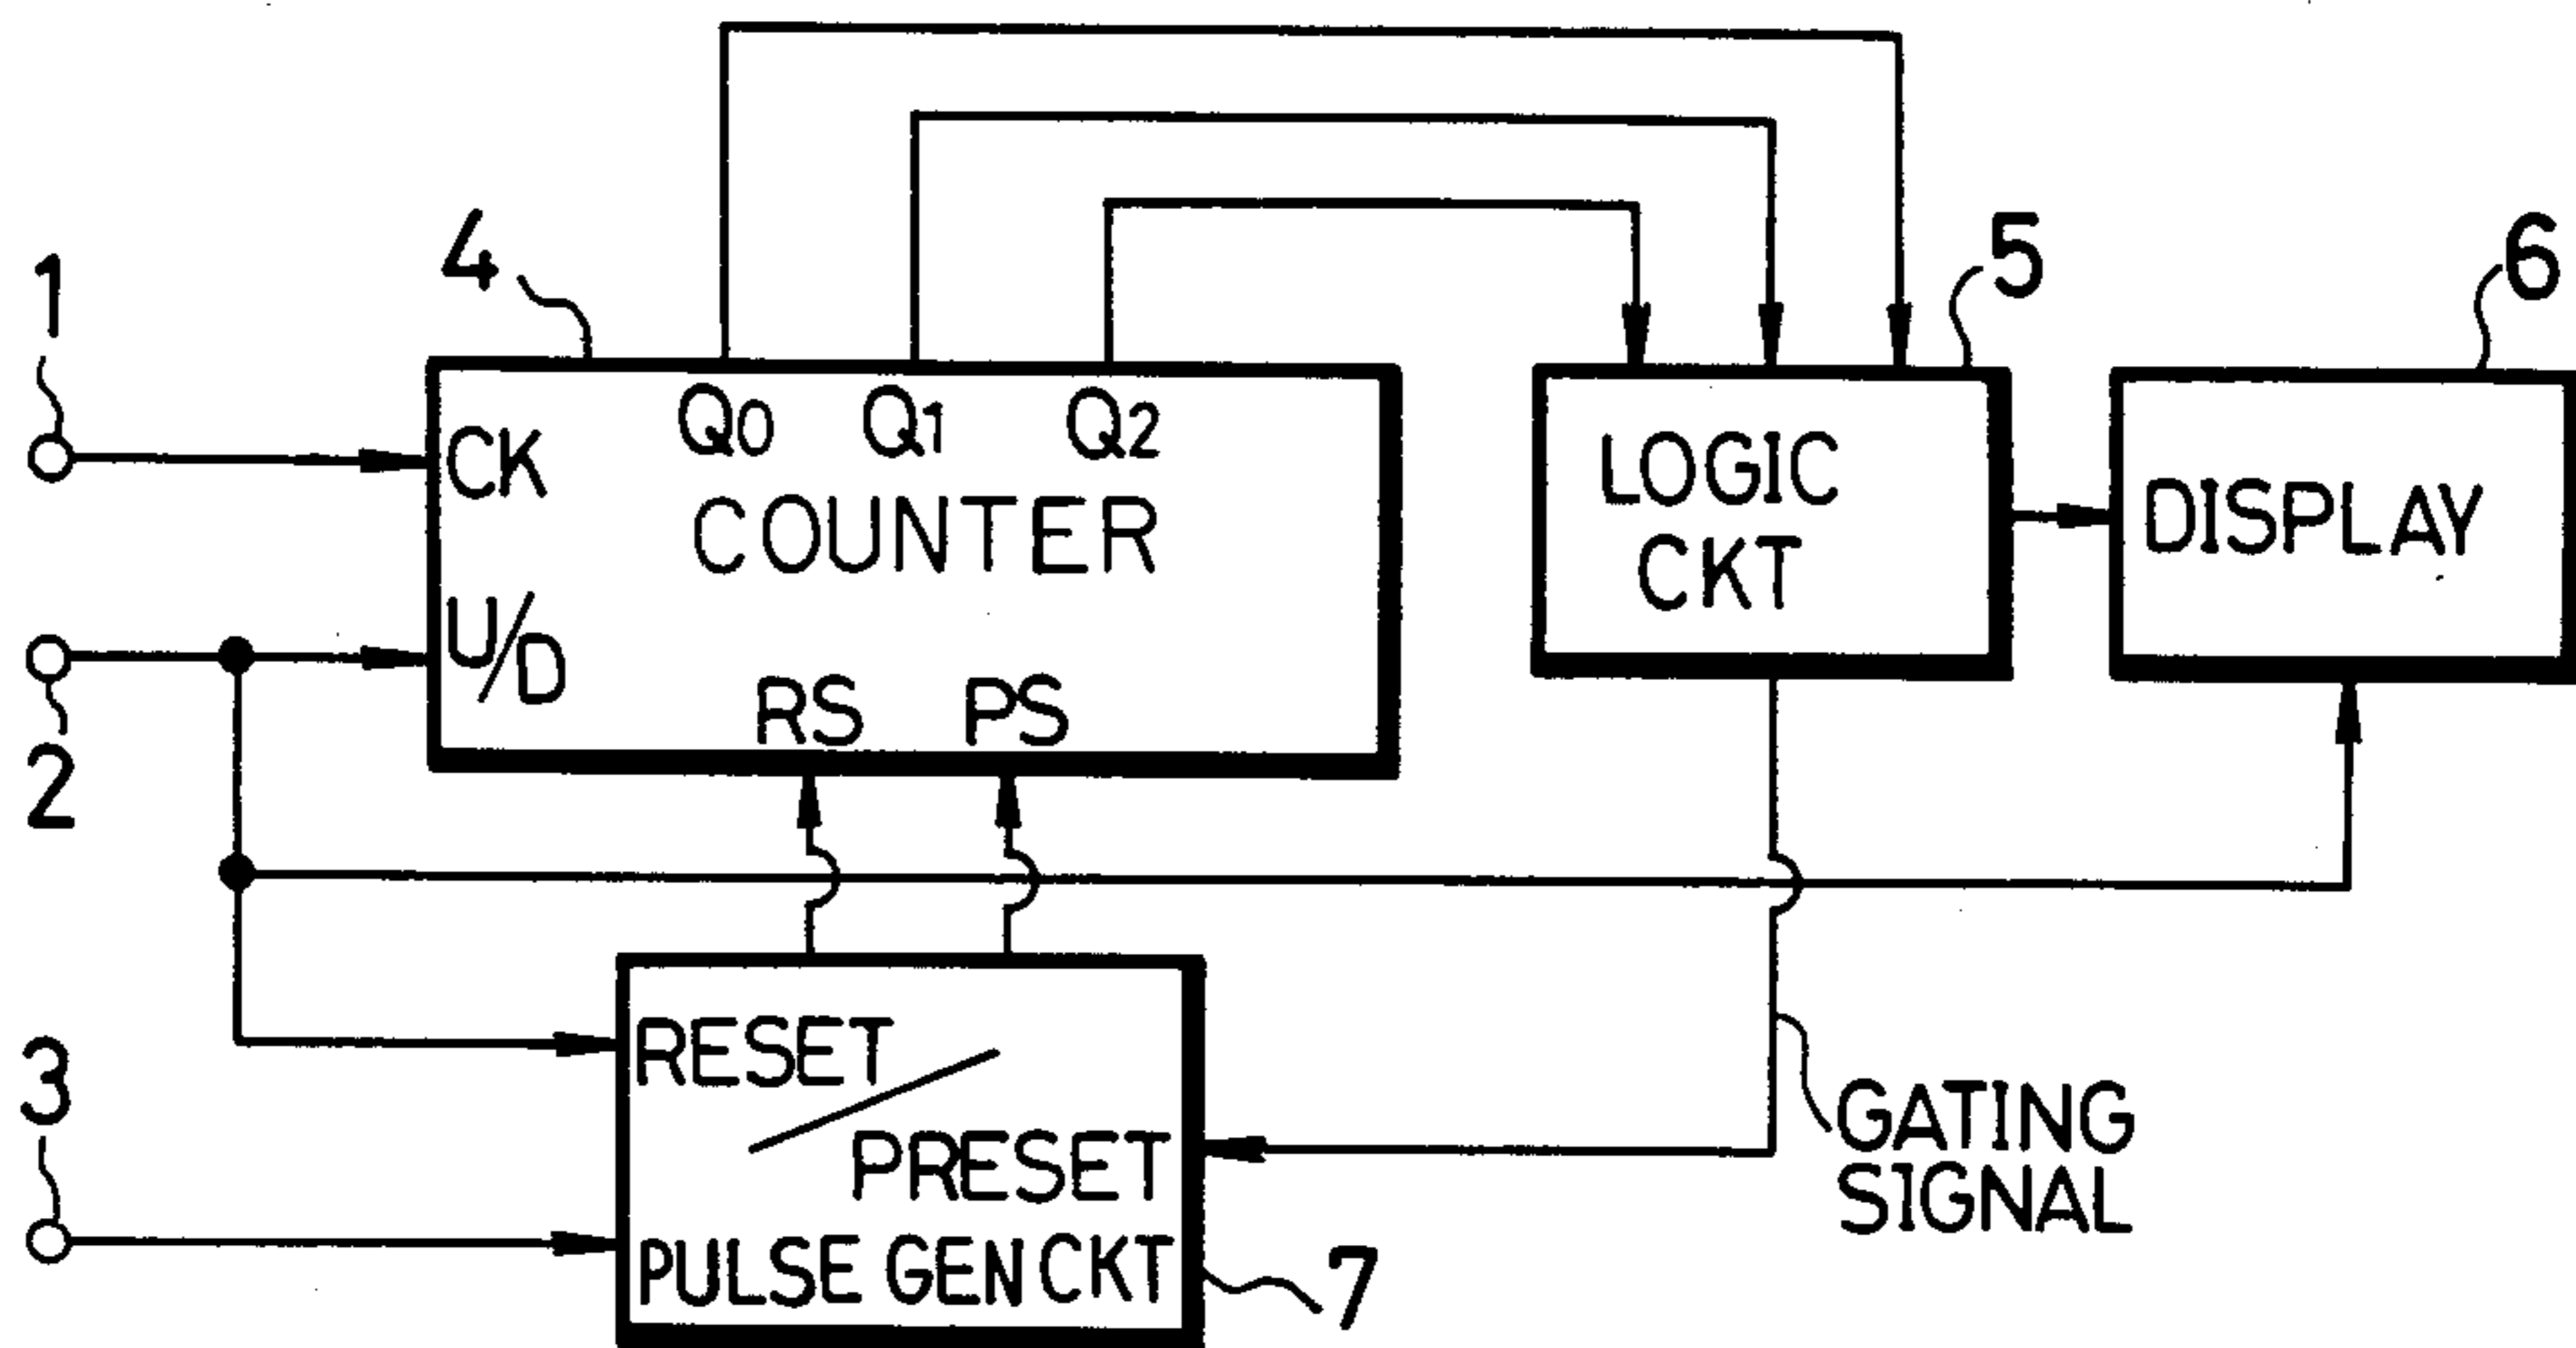 1
4
5
6
CK
Q0 Q1 Q2
COUNTER
U/D
RS PS
LOGIC
CKT
DISPLAY
2
3
RESET
/
PRESET
PULSE GEN CKT
7
GATING
SIGNAL